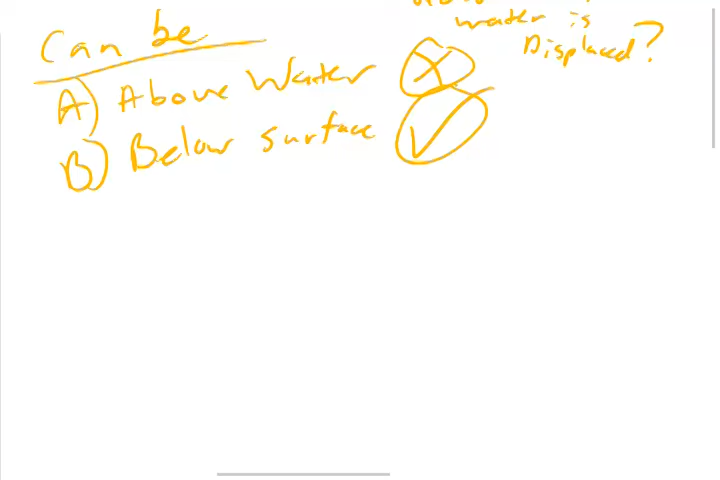 Can be
A) Above Water X
B) Below surface ✓
water is
Displaced?